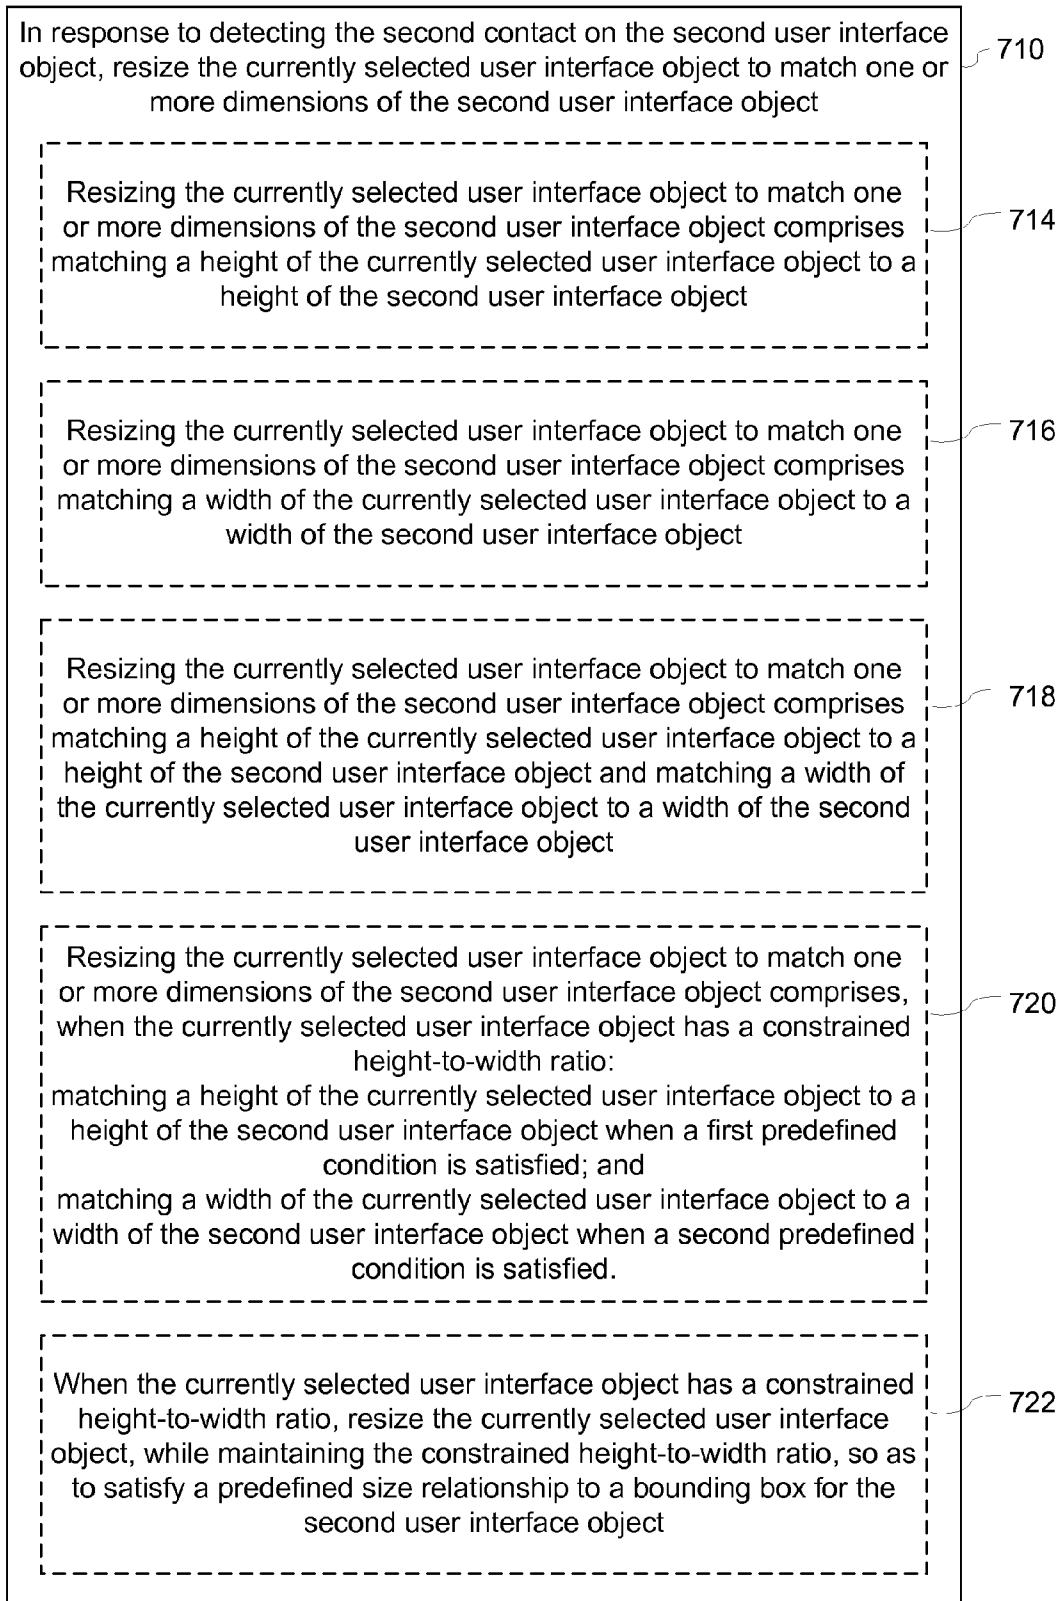 In response to detecting the second contact on the second user interface
object, resize the currently selected user interface object to match one or
more dimensions of the second user interface object
710
Resizing the currently selected user interface object to match one
or more dimensions of the second user interface object comprises
matching a height of the currently selected user interface object to a
height of the second user interface object
714
Resizing the currently selected user interface object to match one
or more dimensions of the second user interface object comprises
matching a width of the currently selected user interface object to a
width of the second user interface object
716
Resizing the currently selected user interface object to match one
or more dimensions of the second user interface object comprises
matching a height of the currently selected user interface object to a
height of the second user interface object and matching a width of
the currently selected user interface object to a width of the second
user interface object
718
Resizing the currently selected user interface object to match one
or more dimensions of the second user interface object comprises,
when the currently selected user interface object has a constrained
height-to-width ratio:
matching a height of the currently selected user interface object to a
height of the second user interface object when a first predefined
condition is satisfied; and
matching a width of the currently selected user interface object to a
width of the second user interface object when a second predefined
condition is satisfied.
720
When the currently selected user interface object has a constrained
height-to-width ratio, resize the currently selected user interface
object, while maintaining the constrained height-to-width ratio, so as
to satisfy a predefined size relationship to a bounding box for the
second user interface object
722